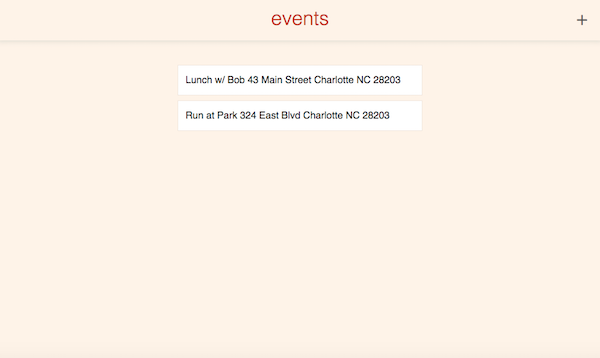 events
+
Lunch w/ Bob 43 Main Street Charlotte NC 28203
Run at Park 324 East Blvd Charlotte NC 28203